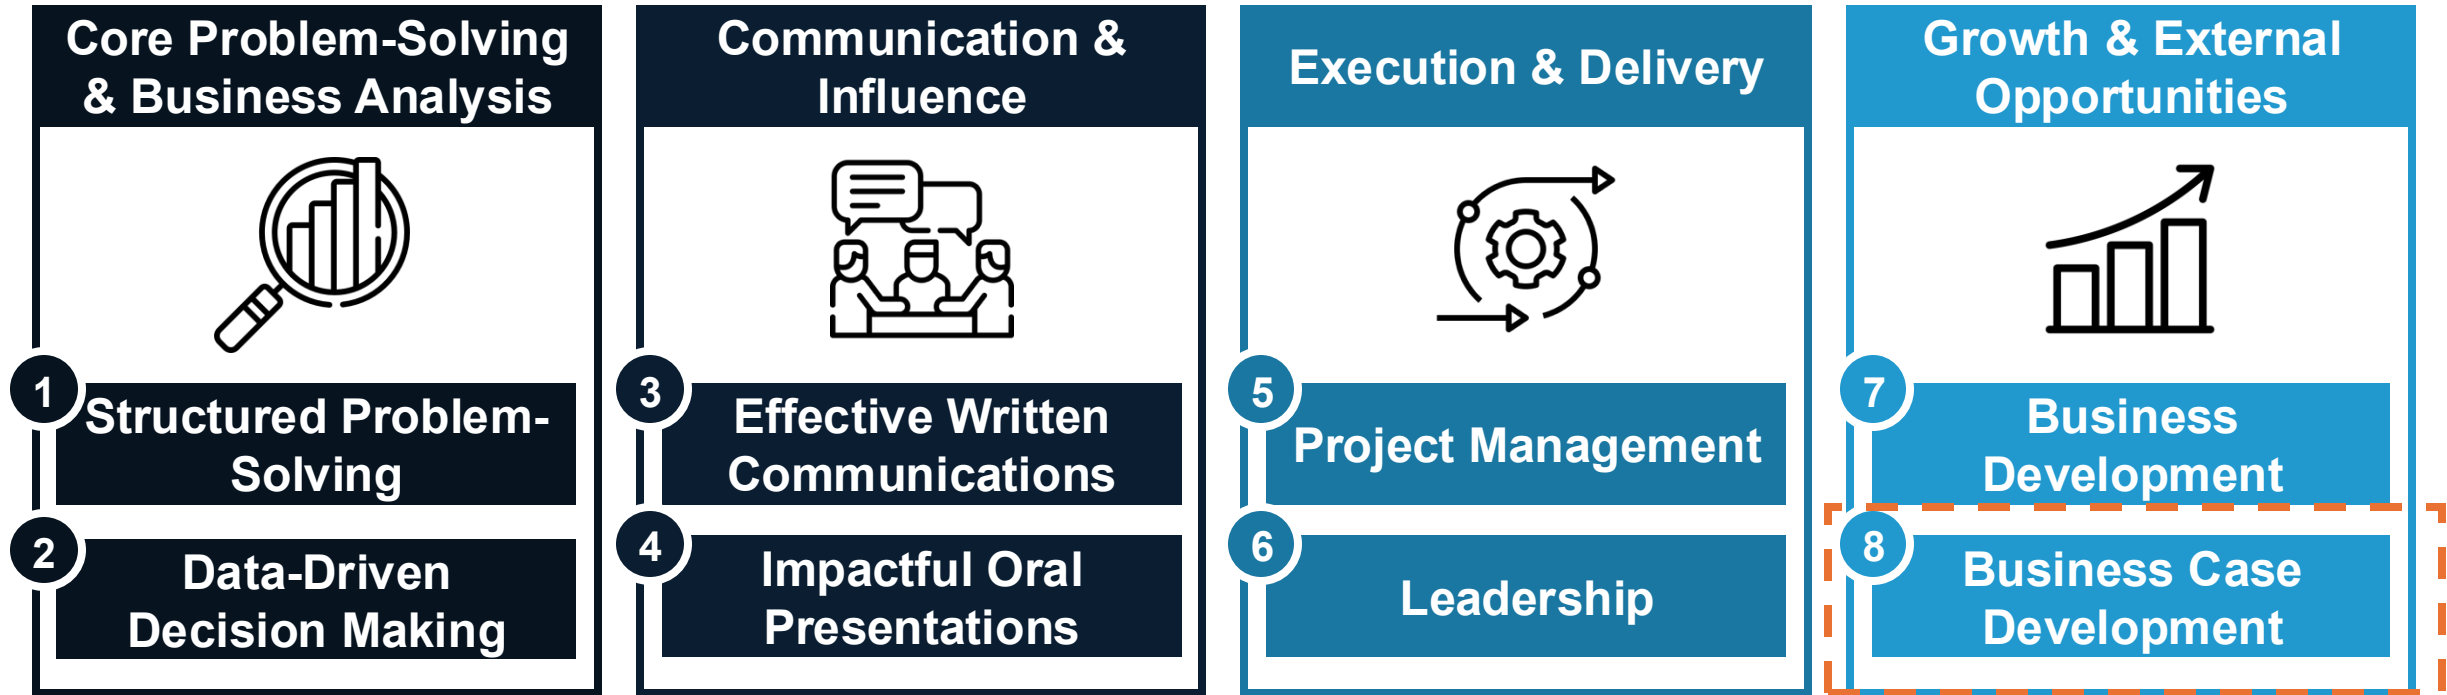 Core Problem-Solving
& Business Analysis
1
Structured Problem-
Solving
2
Data-Driven
Decision Making
Communication &
Influence
3
Effective Written
Communications
4
Impactful Oral
Presentations
Execution & Delivery
5
Project Management
6
Leadership
Growth & External
Opportunities
7
Business
Development
8
Business Case
Development